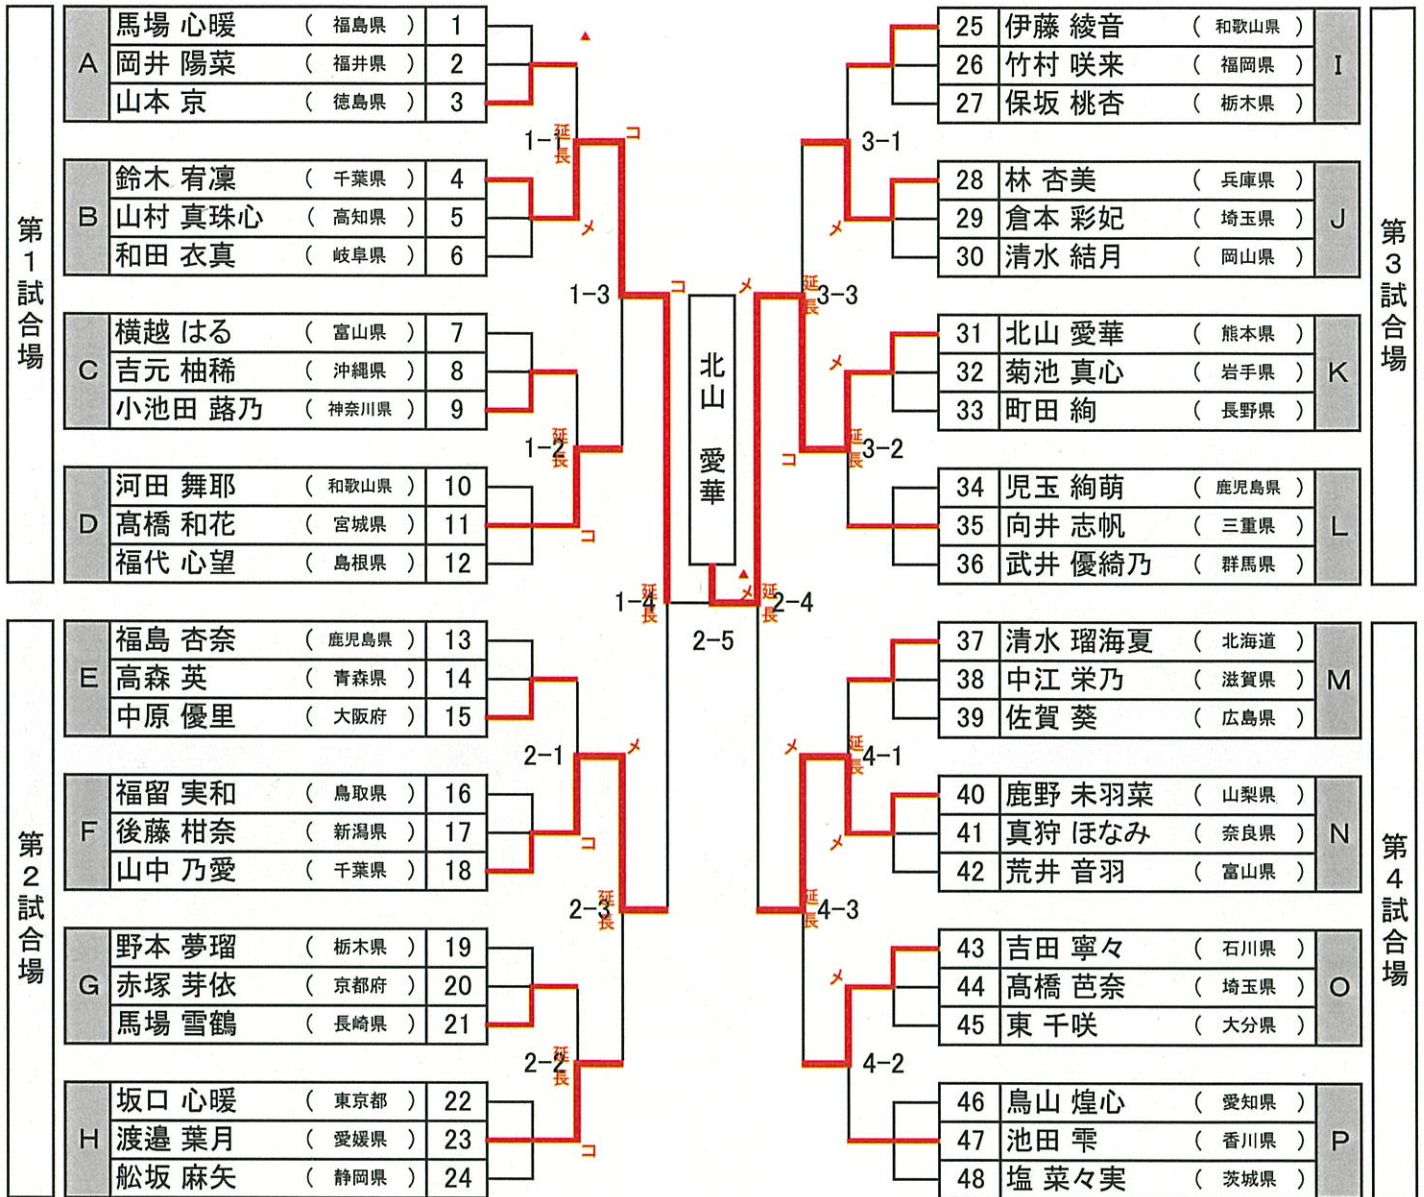 第1試合場
A
馬場 心暖 （ 福島県 ） 1
岡井 陽菜 （ 福井県 ） 2
山本 京 （ 徳島県 ） 3
B
鈴木 宥凜 （ 千葉県 ） 4
山村 真珠心 （ 高知県 ） 5
和田 衣真 （ 岐阜県 ） 6
C
横越 はる （ 富山県 ） 7
吉元 柚稀 （ 沖縄県 ） 8
小池田 蕗乃 （ 神奈川県 ） 9
D
河田 舞耶 （ 和歌山県 ） 10
髙橋 和花 （ 宮城県 ） 11
福代 心望 （ 島根県 ） 12
第2試合場
E
福島 杏奈 （ 鹿児島県 ） 13
高森 英 （ 青森県 ） 14
中原 優里 （ 大阪府 ） 15
F
福留 実和 （ 鳥取県 ） 16
後藤 柑奈 （ 新潟県 ） 17
山中 乃愛 （ 千葉県 ） 18
G
野本 夢瑠 （ 栃木県 ） 19
赤塚 芽依 （ 京都府 ） 20
馬場 雪鶴 （ 長崎県 ） 21
H
坂口 心暖 （ 東京都 ） 22
渡邉 葉月 （ 愛媛県 ） 23
舩坂 麻矢 （ 静岡県 ） 24
▲
1-1
延長
コ
メ
1-3
コ
1-2
延長
コ
1-4
延長
2-1
メ
コ
2-3
延長
2-2
延長
コ
北山 愛華
▲
メ
2-5
2-4
延長
3-1
メ
メ
延長
3-3
メ
コ
延長
3-2
メ
延長
4-1
メ
延長
4-3
メ
4-2
25 伊藤 綾音 （ 和歌山県 ）
26 竹村 咲来 （ 福岡県 ）
27 保坂 桃杏 （ 栃木県 ）
I
28 林 杏美 （ 兵庫県 ）
29 倉本 彩妃 （ 埼玉県 ）
30 清水 結月 （ 岡山県 ）
J
31 北山 愛華 （ 熊本県 ）
32 菊池 真心 （ 岩手県 ）
33 町田 絢 （ 長野県 ）
K
34 児玉 絢萌 （ 鹿児島県 ）
35 向井 志帆 （ 三重県 ）
36 武井 優綺乃 （ 群馬県 ）
L
第3試合場
37 清水 瑠海夏 （ 北海道 ）
38 中江 栄乃 （ 滋賀県 ）
39 佐賀 葵 （ 広島県 ）
M
40 鹿野 未羽菜 （ 山梨県 ）
41 真狩 ほなみ （ 奈良県 ）
42 荒井 音羽 （ 富山県 ）
N
43 吉田 寧々 （ 石川県 ）
44 髙橋 芭奈 （ 埼玉県 ）
45 東 千咲 （ 大分県 ）
O
46 鳥山 煌心 （ 愛知県 ）
47 池田 雫 （ 香川県 ）
48 塩 菜々実 （ 茨城県 ）
P
第4試合場